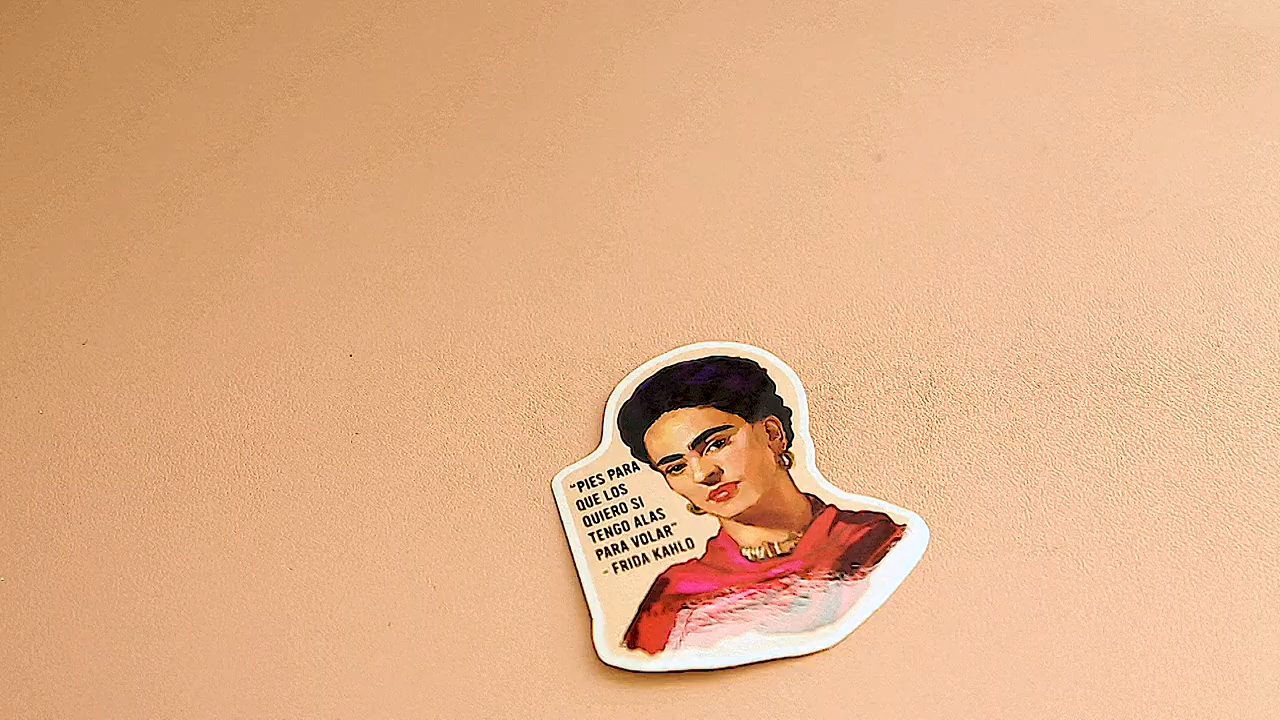 "PIES PARA
QUE LOS
QUIERO SI
TENGO ALAS
PARA VOLAR"
- FRIDA KAHLO